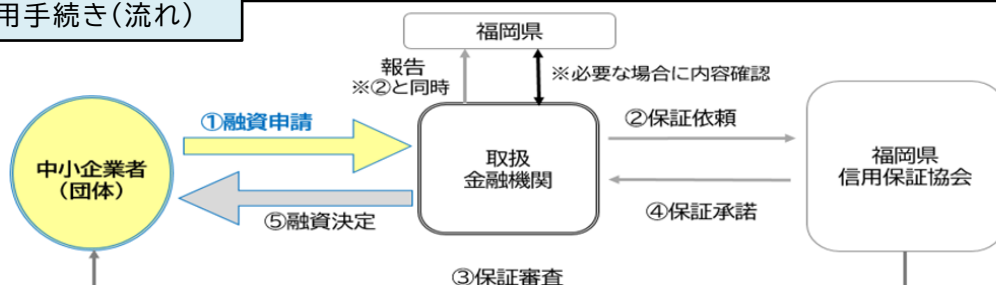 用手続き(流れ)
福岡県
報告
※②と同時
※必要な場合に内容確認
①融資申請
②保証依頼
中小企業者
(団体)
取扱
金融機関
福岡県
信用保証協会
⑤融資決定
④保証承諾
③保証審査